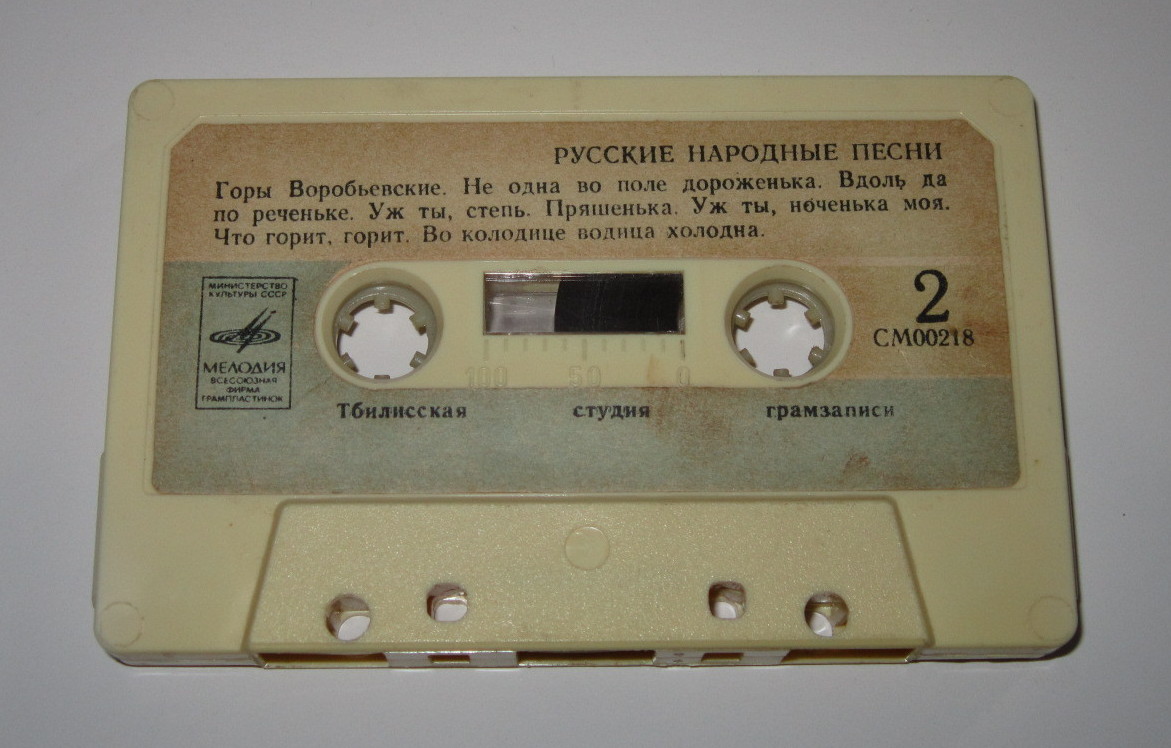 РУССКИЕ НАРОДНЫЕ ПЕСНИ
Горы Воробьевские. Не одна во поле дороженька. Вдоль да
по реченьке. Уж ты, степь. Пряшенька. Уж ты, ноченька моя.
Что горит, горит. Во колодице водица холодна.
МИНИСТЕРСТВО
КУЛЬТУРЫ СССР
МЕЛОДИЯ
ВСЕСОЮЗНАЯ
ФИРМА
ГРАМПЛАСТИНОК
2
СМ00218
100 50 0
Тбилисская студия грамзаписи